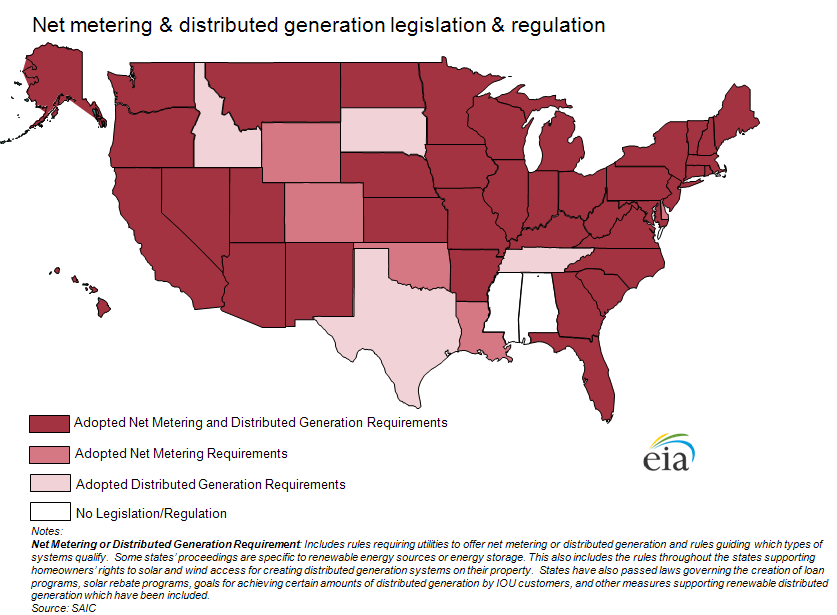 Net metering & distributed generation legislation & regulation
Adopted Net Metering and Distributed Generation Requirements
Adopted Net Metering Requirements
eia
Adopted Distributed Generation Requirements
No Legislation/Regulation
Notes:
Net Metering or Distributed Generation Requirement: Includes rules requiring utilities to offer net metering or distributed generation and rules guiding which types of
systems qualify. Some states' proceedings are specific to renewable energy sources or energy storage. This also includes the rules throughout the states supporting
homeowners' rights to solar and wind access for creating distributed generation systems on their property. States have also passed laws governing the creation of loan
programs, solar rebate programs, goals for achieving certain amounts of distributed generation by IOU customers, and other measures supporting renewable distributed
generation which have been included.
Source: SAIC